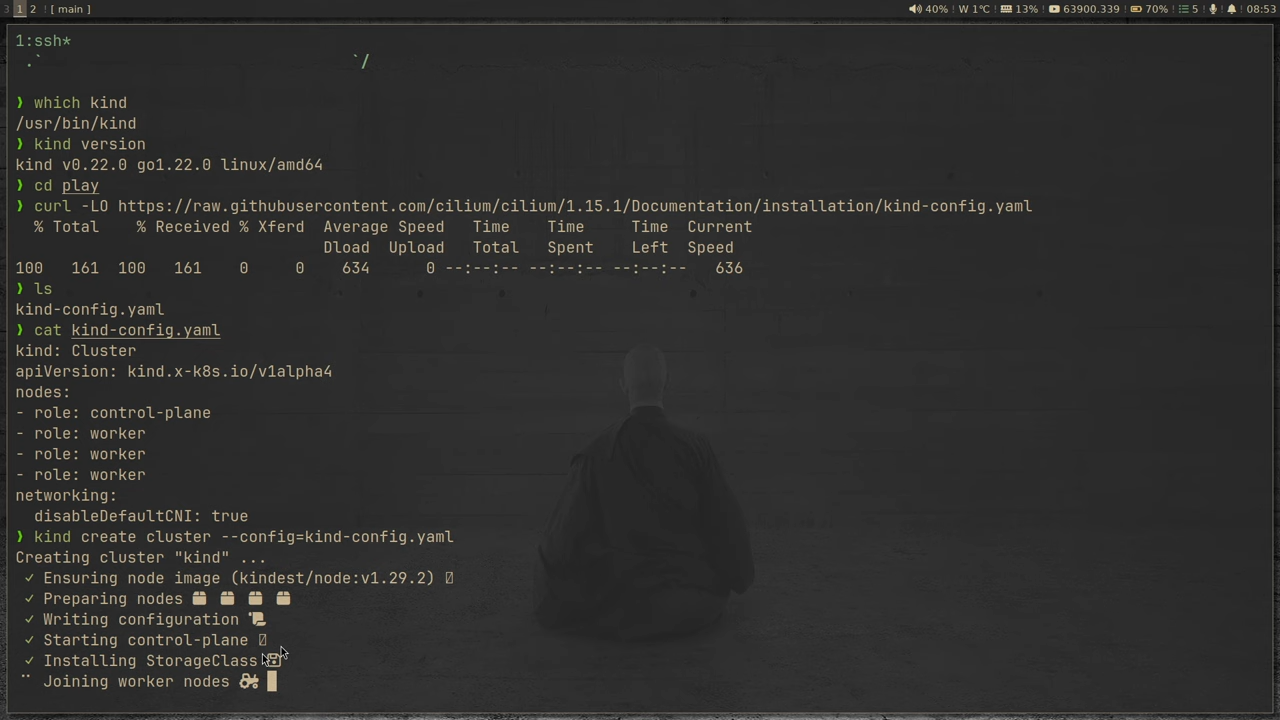 3 1 2 [ main ] 40% W 1°C 13% 63900.339 70% 5 08:53
1:ssh*
.` `/
❯ which kind
/usr/bin/kind
❯ kind version
kind v0.22.0 go1.22.0 linux/amd64
❯ cd play
❯ curl -LO https://raw.githubusercontent.com/cilium/cilium/1.15.1/Documentation/installation/kind-config.yaml
% Total % Received % Xferd Average Speed Time Time Time Current
Dload Upload Total Spent Left Speed
100 161 100 161 0 0 634 0 --:--:-- --:--:-- --:--:-- 636
❯ ls
kind-config.yaml
❯ cat kind-config.yaml
kind: Cluster
apiVersion: kind.x-k8s.io/v1alpha4
nodes:
- role: control-plane
- role: worker
- role: worker
- role: worker
networking:
disableDefaultCNI: true
❯ kind create cluster --config=kind-config.yaml
Creating cluster "kind" ...
✓ Ensuring node image (kindest/node:v1.29.2)
✓ Preparing nodes 📦 📦 📦 📦
✓ Writing configuration 📜
✓ Starting control-plane
✓ Installing StorageClass 💾
Joining worker nodes 🚜